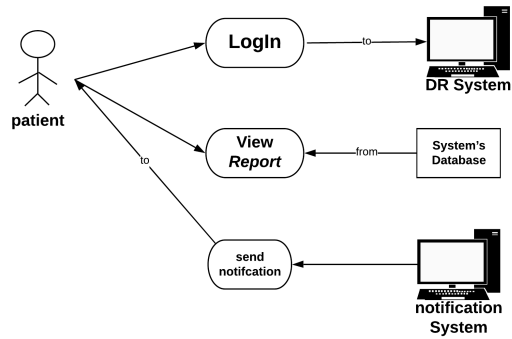 LogIn
to
DR System
patient
View
Report
from
System's
Database
to
send
notifcation
notification
System